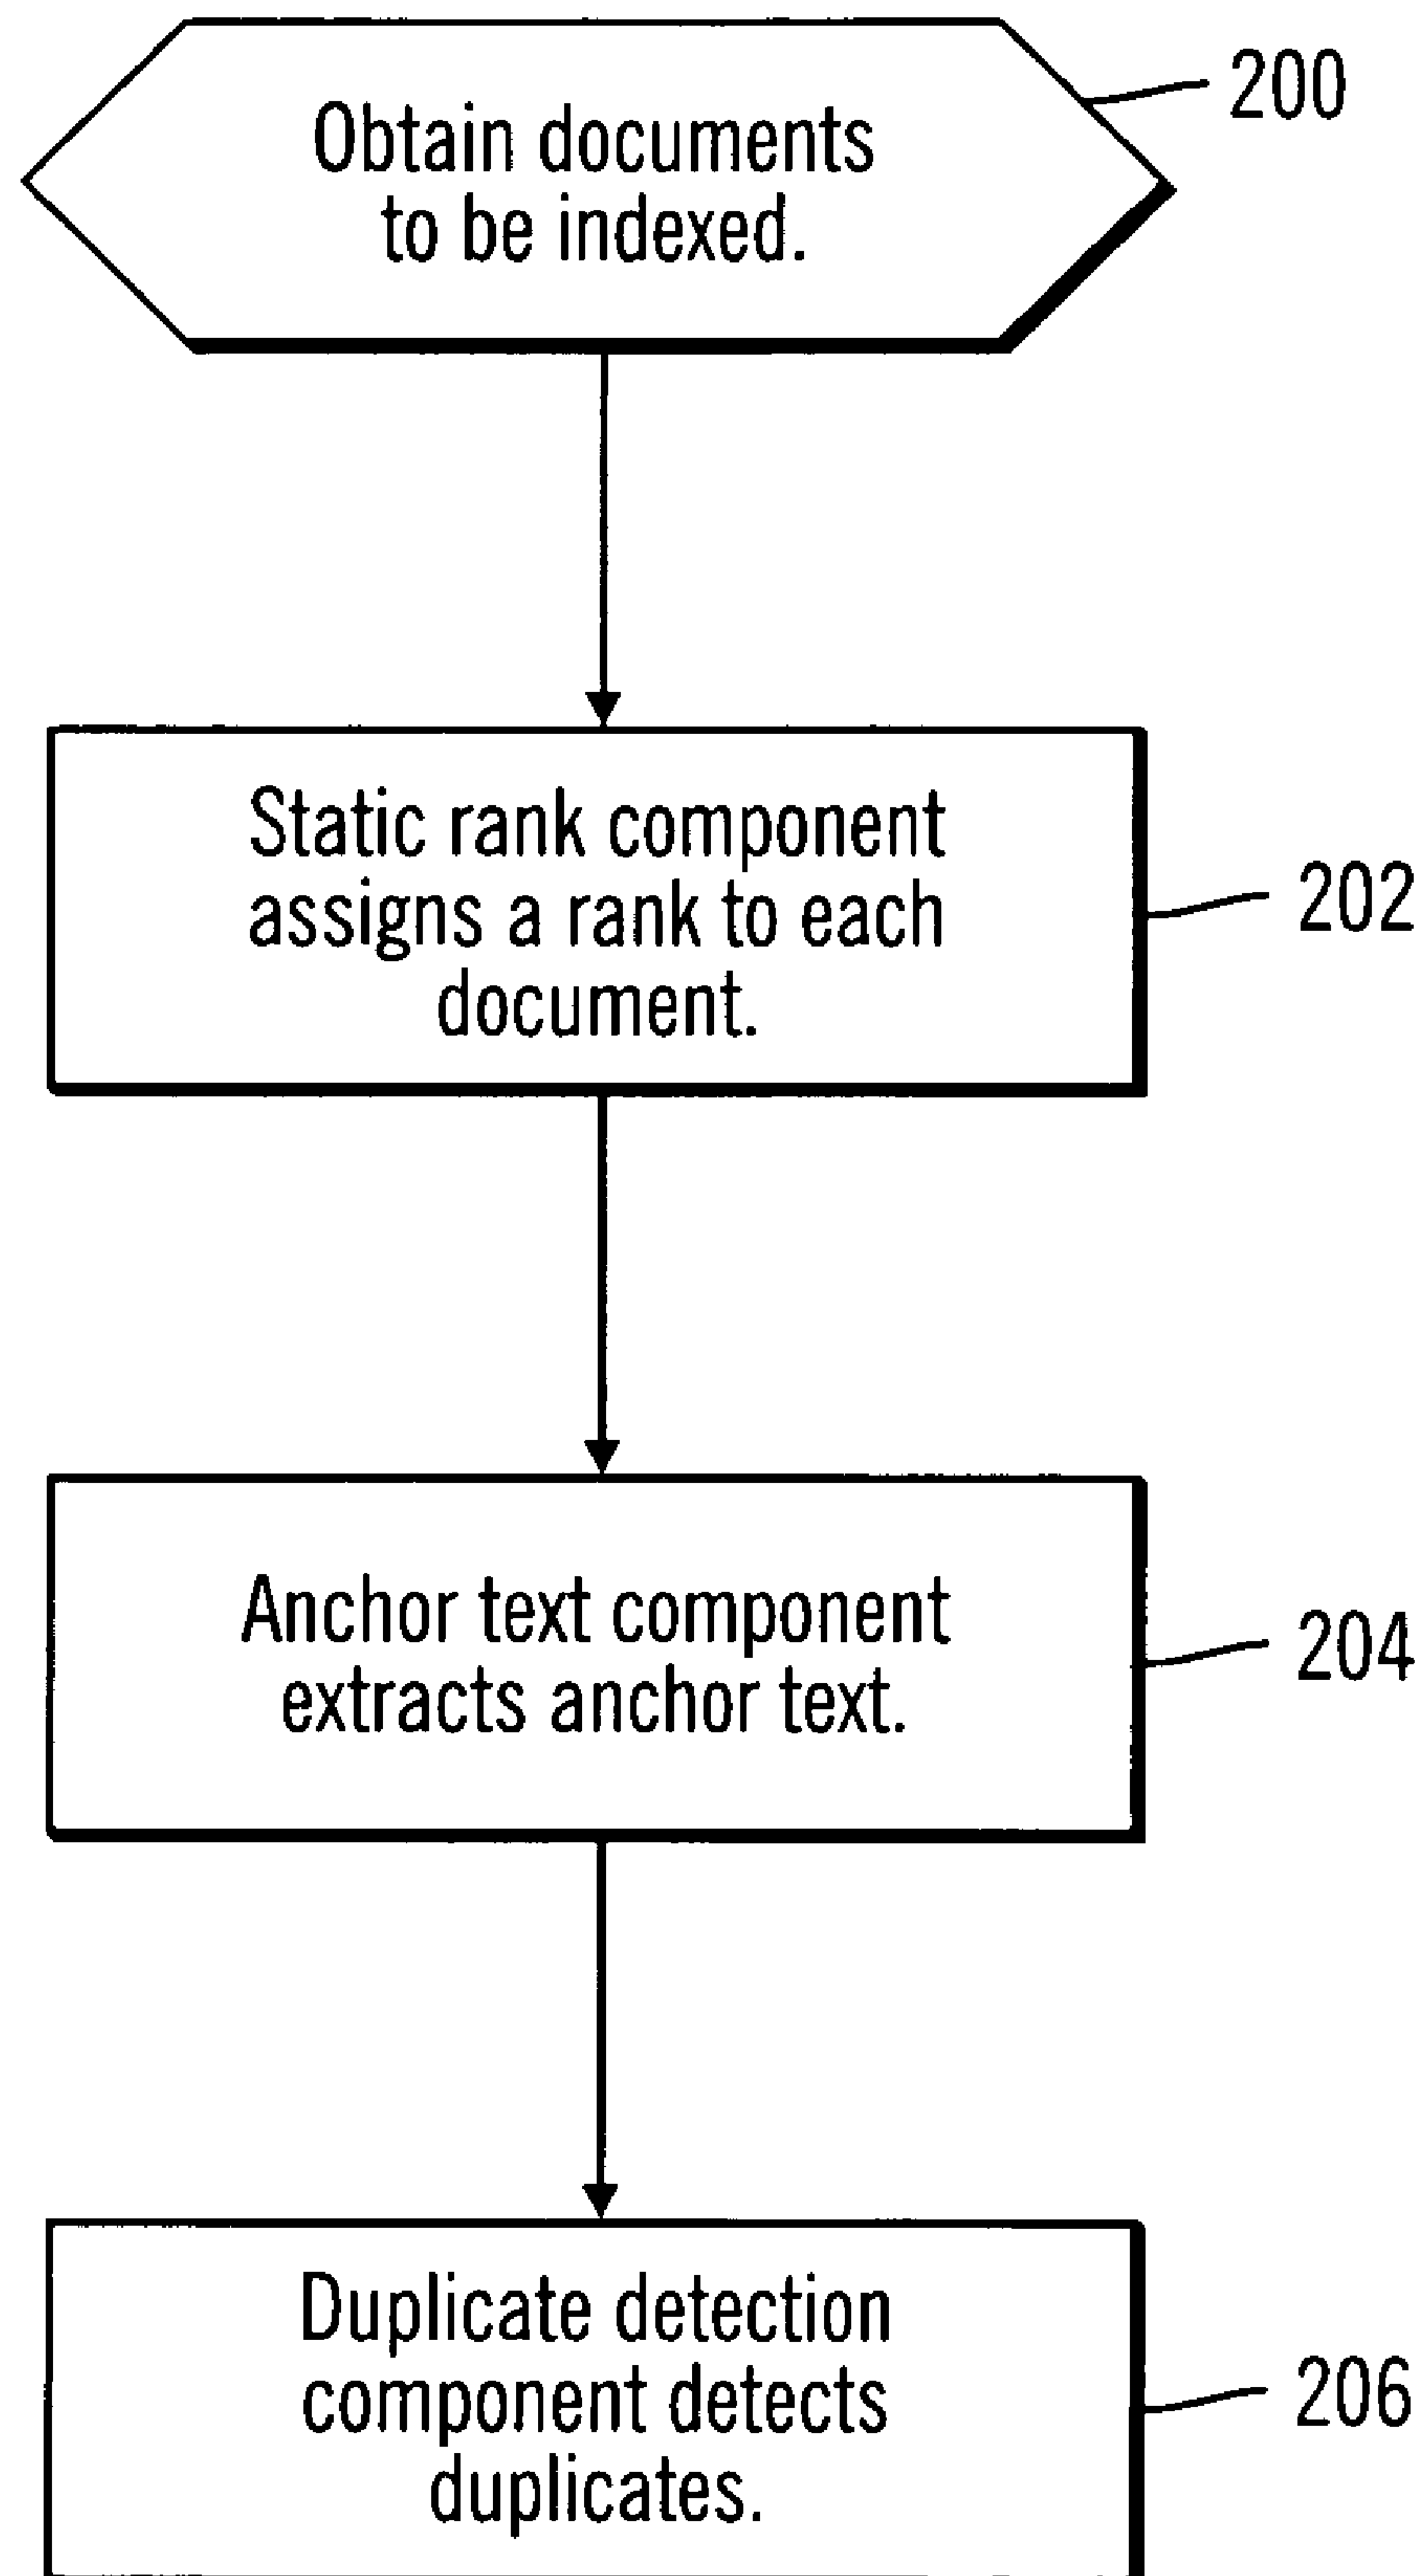 Obtain documents
to be indexed.
200
Static rank component
assigns a rank to each
document.
202
Anchor text component
extracts anchor text.
204
Duplicate detection
component detects
duplicates.
206